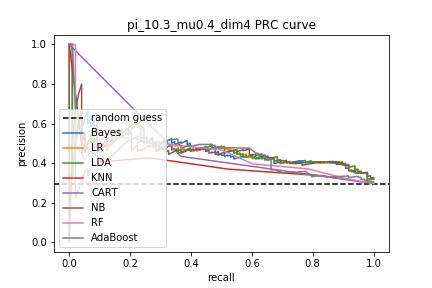 pi_10.3_mu0.4_dim4 PRC curve
precision
1.0
0.8
0.6
0.4
0.2
0.0
random guess
Bayes
LR
LDA
KNN
CART
NB
RF
AdaBoost
0.0 0.2 0.4 0.6 0.8 1.0
recall